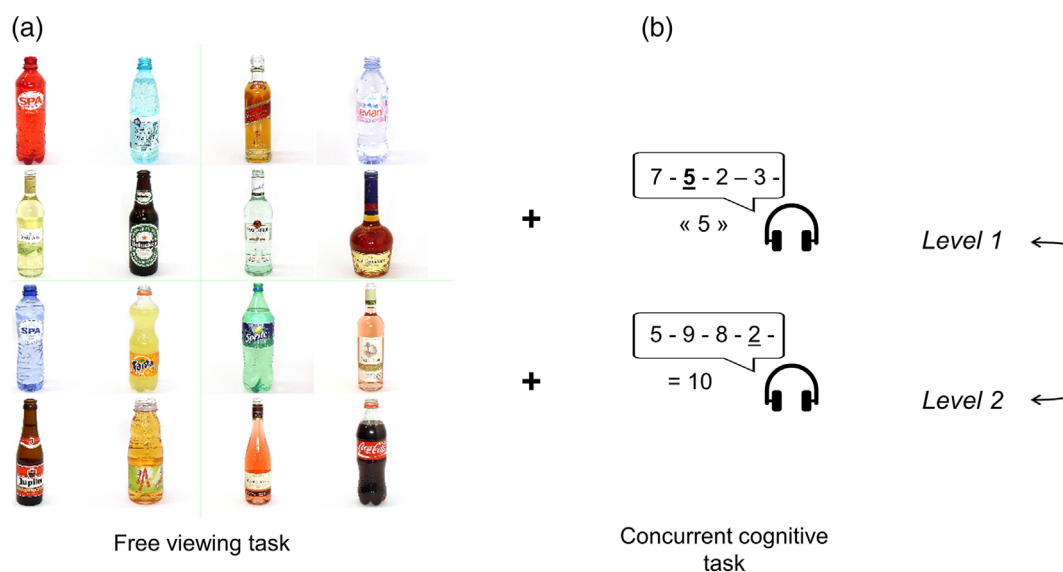 (a)
(b)
SPA
evian
SPA
Fanta
Sprite
Jupiler
Coca-Cola
+
7 - 5 - 2 – 3 -
« 5 »
Level 1
+
5 - 9 - 8 - 2 -
= 10
Level 2
Free viewing task
Concurrent cognitive
task